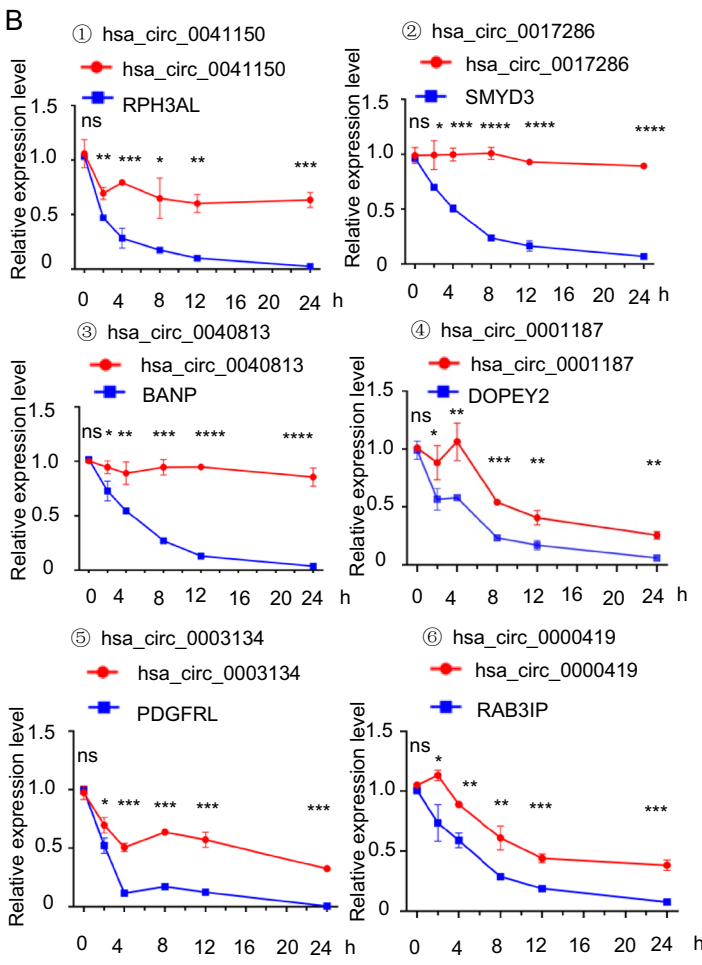 B
① hsa_circ_0041150
hsa_circ_0041150
RPH3AL
Relative expression level
1.5
1.0
0.5
0
ns ** *** * ** ***
0 4 8 12 16 20 24 h
② hsa_circ_0017286
hsa_circ_0017286
SMYD3
Relative expression level
1.5
1.0
0.5
0
ns * *** **** **** ****
0 4 8 12 16 20 24 h
③ hsa_circ_0040813
hsa_circ_0040813
BANP
Relative expression level
1.5
1.0
0.5
0
ns * ** *** **** ****
0 4 8 12 16 20 24 h
④ hsa_circ_0001187
hsa_circ_0001187
DOPEY2
Relative expression level
1.5
1.0
0.5
0
ns * ** *** ** **
0 4 8 12 16 20 24 h
⑤ hsa_circ_0003134
hsa_circ_0003134
PDGFRL
Relative expression level
1.5
1.0
0.5
0
ns * *** *** *** ***
0 4 8 12 16 20 24 h
⑥ hsa_circ_0000419
hsa_circ_0000419
RAB3IP
Relative expression level
1.5
1.0
0.5
0
ns * ** ** *** ***
0 4 8 12 16 20 24 h